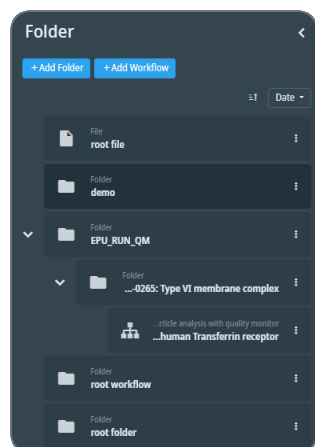 Folder
+ Add Folder
+ Add Workflow
Date
File
root file
Folder
demo
Folder
EPU_RUN_QM
Folder
...-0265: Type VI membrane complex
...rticle analysis with quality monitor
...human Transferrin receptor
Folder
root workflow
Folder
root folder